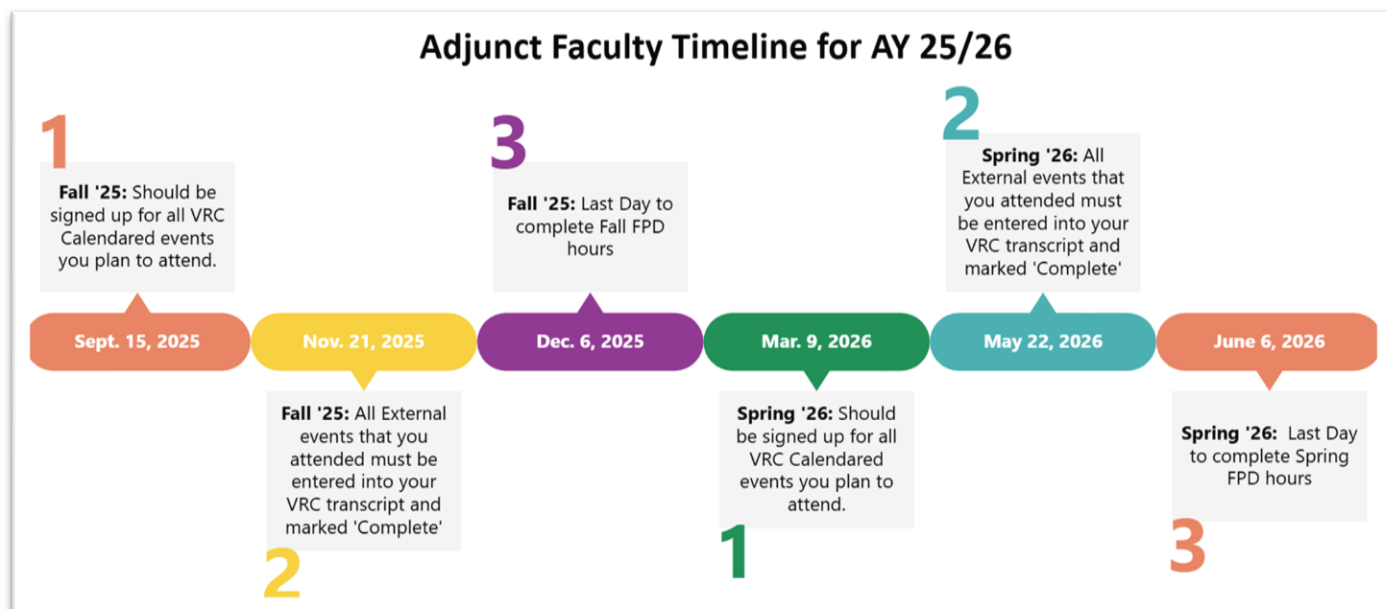 Adjunct Faculty Timeline for AY 25/26
1
Fall '25: Should be
signed up for all VRC
Calendared events
you plan to attend.
Sept. 15, 2025
Nov. 21, 2025
Fall '25: All External
events that you
attended must be
entered into your
VRC transcript and
marked 'Complete'
2
3
Fall '25: Last Day to
complete Fall FPD
hours
Dec. 6, 2025
Mar. 9, 2026
Spring '26: Should
be signed up for all
VRC Calendared
events you plan to
attend.
1
2
Spring '26: All
External events that
you attended must
be entered into your
VRC transcript and
marked 'Complete'
May 22, 2026
June 6, 2026
Spring '26:  Last Day
to complete Spring
FPD hours
3